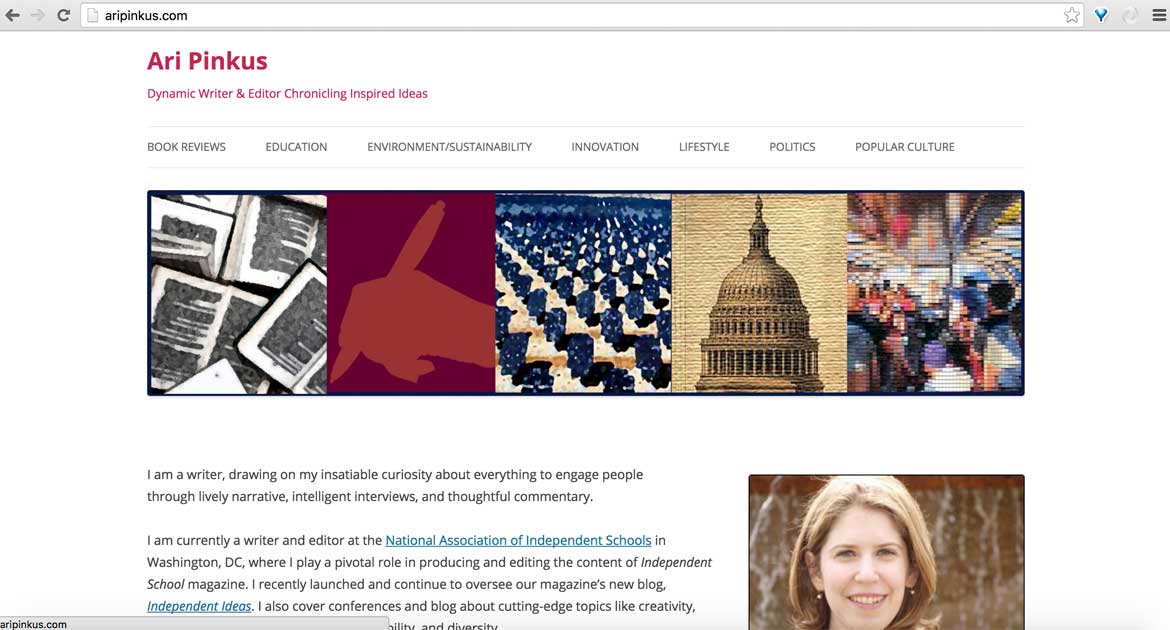 aripinkus.com
Ari Pinkus
Dynamic Writer & Editor Chronicling Inspired Ideas
BOOK REVIEWS EDUCATION ENVIRONMENT/SUSTAINABILITY INNOVATION LIFESTYLE POLITICS POPULAR CULTURE
I am a writer, drawing on my insatiable curiosity about everything to engage people
through lively narrative, intelligent interviews, and thoughtful commentary.
I am currently a writer and editor at the National Association of Independent Schools in
Washington, DC, where I play a pivotal role in producing and editing the content of Independent
School magazine. I recently launched and continue to oversee our magazine’s new blog,
Independent Ideas. I also cover conferences and blog about cutting-edge topics like creativity,
and diversity
aripinkus.com